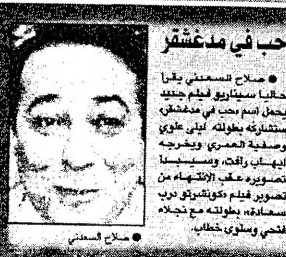 حب في مدغشقر
● صلاح السعدني يقرأ
حاليا سيناريو فيلم جديد
يحمل اسم «حب في مدغشقر»
تشاركه بطولته ليلى علوي
وصفية العمري ويخرجه
إيهاب راضي، وسيبدأ
تصويره عقب الانتهاء من
تصوير فيلم «كونشرتو درب
سعادة»، بطولته مع نجلاء
فتحي وسلوى خطاب.
● صلاح السعدني